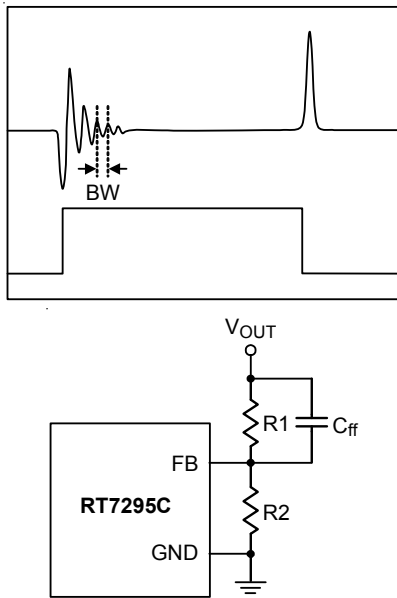 BW
VOUT
R1
Cff
FB
RT7295C
R2
GND